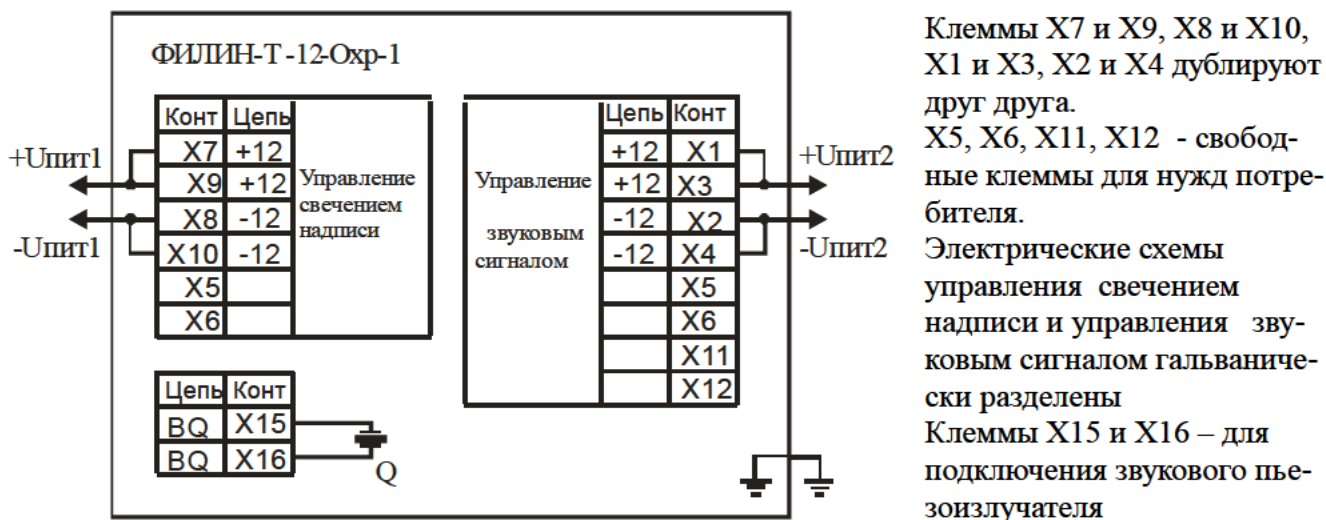 ФИЛИН-Т -12-Охр-1
Конт Цепь
X7 +12
X9 +12
X8 -12
X10 -12
X5
X6
Управление
свечением
надписи
+Uпит1
-Uпит1
Управление
звуковым
сигналом
Цепь Конт
+12 X1
+12 X3
-12 X2
-12 X4
X5
X6
X11
X12
+Uпит2
-Uпит2
Цепь Конт
BQ X15
BQ X16
Q
Клеммы X7 и X9, X8 и X10,
X1 и X3, X2 и X4 дублируют
друг друга.
X5, X6, X11, X12 - свобод-
ные клеммы для нужд потре-
бителя.
Электрические схемы
управления свечением
надписи и управления зву-
ковым сигналом гальваниче-
ски разделены
Клеммы X15 и X16 – для
подключения звукового пье-
зоизлучателя